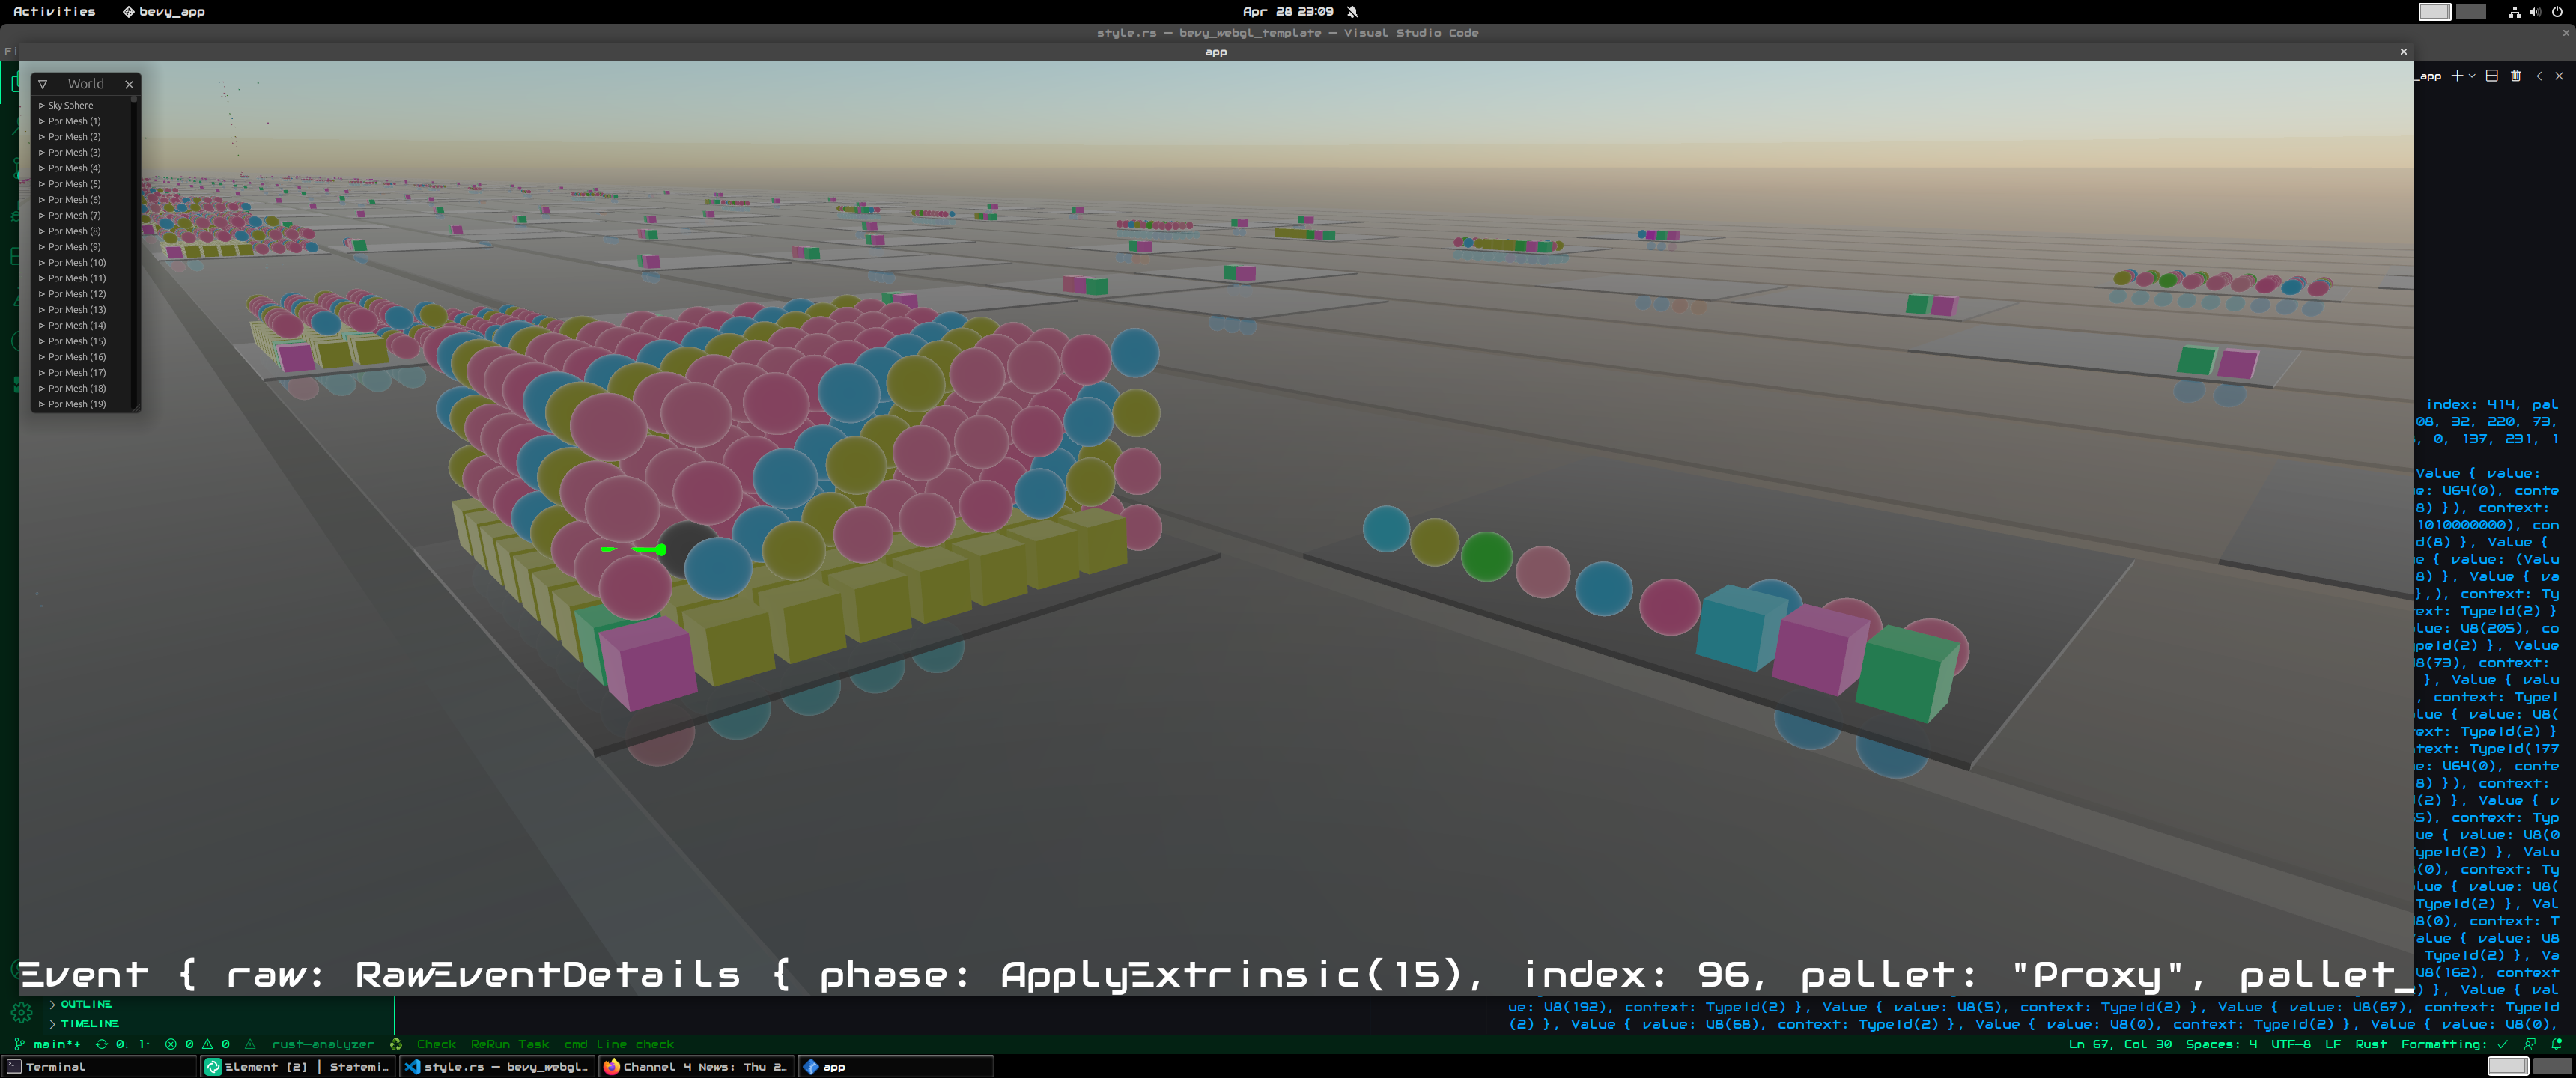 Activities
bevy_app
Apr 28 23:09
style.rs — bevy_webgl_template — Visual Studio Code
app
World
Sky Sphere
Pbr Mesh (1)
Pbr Mesh (2)
Pbr Mesh (3)
Pbr Mesh (4)
Pbr Mesh (5)
Pbr Mesh (6)
Pbr Mesh (7)
Pbr Mesh (8)
Pbr Mesh (9)
Pbr Mesh (10)
Pbr Mesh (11)
Pbr Mesh (12)
Pbr Mesh (13)
Pbr Mesh (14)
Pbr Mesh (15)
Pbr Mesh (16)
Pbr Mesh (17)
Pbr Mesh (18)
Pbr Mesh (19)
_app
index: 414, pal
08, 32, 220, 73,
, 0, 137, 231, 1
Value { value:
ue: U64(0), conte
8) }), context:
1010000000), con
d(8) }, Value {
e { value: (Valu
8) }, Value { va
},), context: Ty
ext: TypeId(2) }
lue: U8(205), co
peId(2) }, Value
8(73), context:
}, Value { valu
, context: TypeI
lue { value: U8(
ext: TypeId(2) }
text: TypeId(177
ue: U64(0), conte
8) }), context:
(2) }, Value { v
5), context: Typ
ue { value: U8(0
ypeId(2) }, Valu
(0), context: Ty
lue { value: U8(
TypeId(2) }, Val
8(0), context: T
alue { value: U8
TypeId(2) }, Va
U8(162), context
) }, Value { val
Event { raw: RawEventDetails { phase: ApplyExtrinsic(15), index: 96, pallet: "Proxy", pallet_
OUTLINE
TIMELINE
ue: U8(192), context: TypeId(2) }, Value { value: U8(5), context: TypeId(2) }, Value { value: U8(67), context: TypeId
(2) }, Value { value: U8(68), context: TypeId(2) }, Value { value: U8(0), context: TypeId(2) }, Value { value: U8(0),
main*+ 0↓ 1↑ 0 0 rust-analyzer Check ReRun Task cmd line check
Ln 67, Col 30 Spaces: 4 UTF-8 LF Rust Formatting: ✓
Terminal
Element [2] | Statemi…
style.rs — bevy_webgl…
Channel 4 News: Thu 2…
app